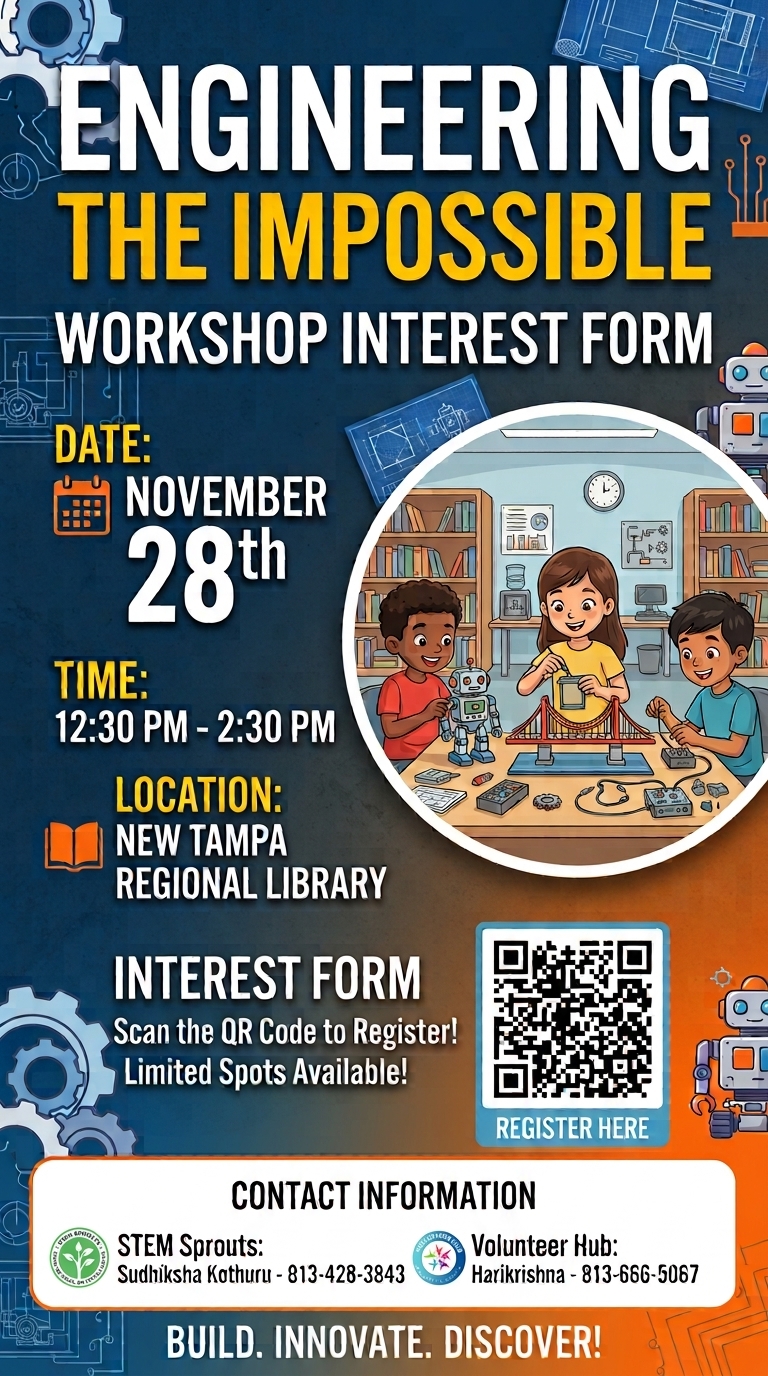 ENGINEERING
THE IMPOSSIBLE
WORKSHOP INTEREST FORM
DATE:
NOVEMBER
28th
TIME:
12:30 PM - 2:30 PM
LOCATION:
NEW TAMPA
REGIONAL LIBRARY
INTEREST FORM
Scan the QR Code to Register!
Limited Spots Available!
REGISTER HERE
CONTACT INFORMATION
STEM Sprouts:
Sudhiksha Kothuru - 813-428-3843
Volunteer Hub:
Harikrishna - 813-666-5067
BUILD. INNOVATE. DISCOVER!